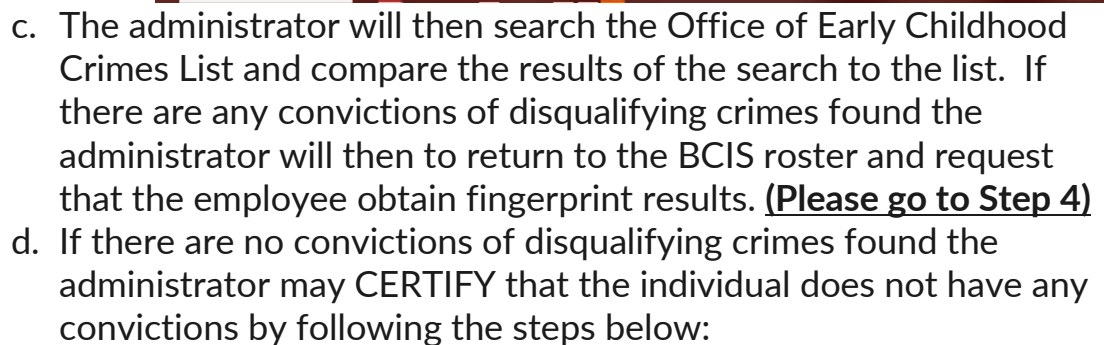 c. The administrator will then search the Office of Early Childhood
Crimes List and compare the results of the search to the list. If
there are any convictions of disqualifying crimes found the
administrator will then to return to the BCIS roster and request
that the employee obtain fingerprint results. (Please go to Step 4)
d. If there are no convictions of disqualifying crimes found the
administrator may CERTIFY that the individual does not have any
convictions by following the steps below: